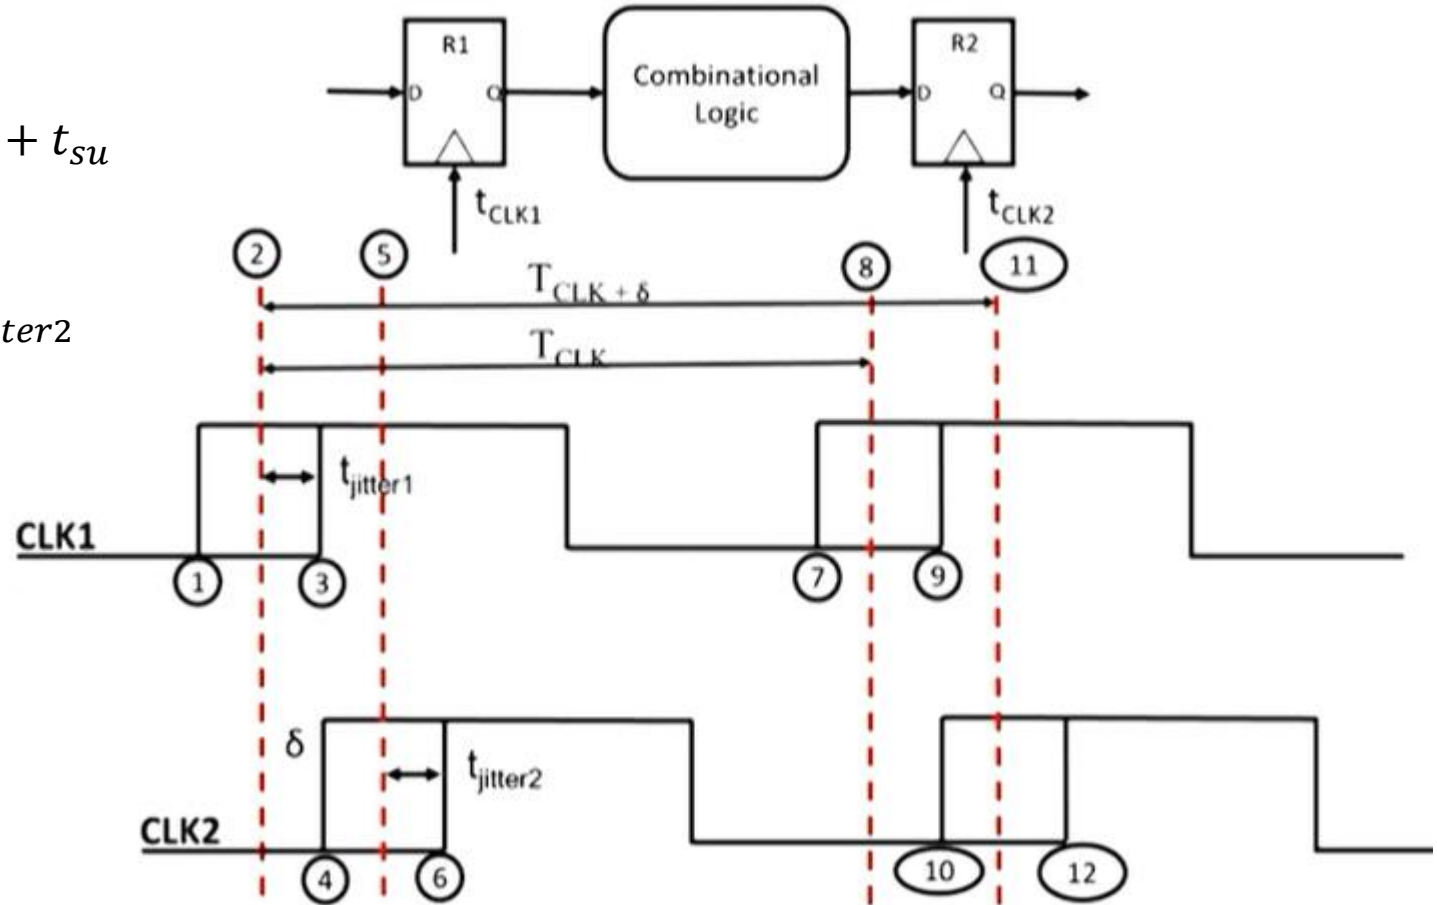 R1
R2
Combinational
Logic
D
Q
D
Q
+ t_su
t_CLK1
t_CLK2
2
5
8
11
T_CLK + δ
ter2
T_CLK
t_jitter1
CLK1
1
3
7
9
δ
t_jitter2
CLK2
4
6
10
12